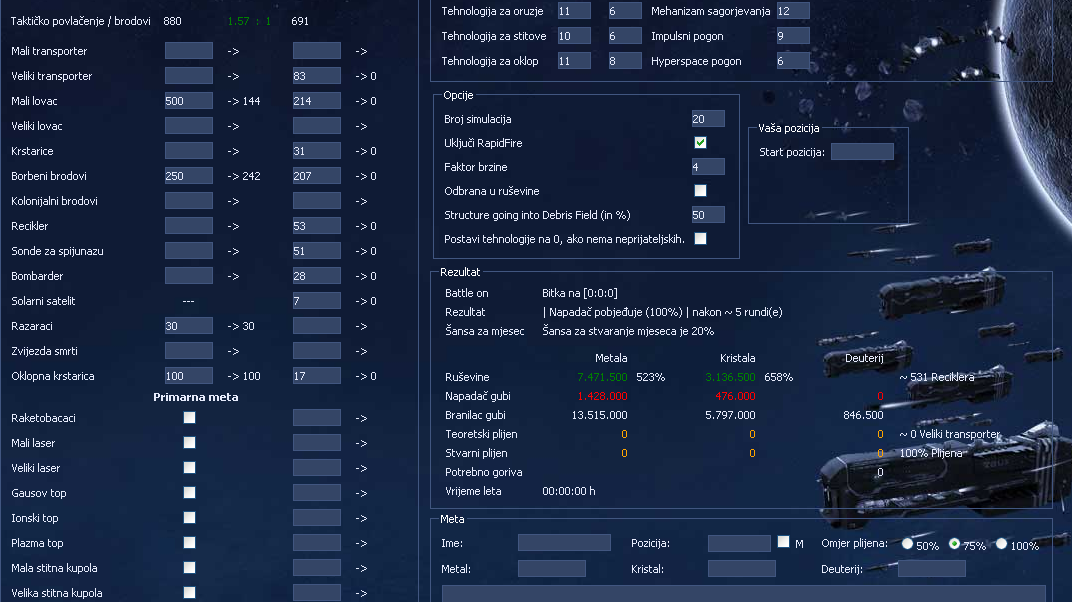 Taktičko povlačenje / brodovi 880 1.57 : 1 691
Mali transporter -> ->
Veliki transporter -> 83 -> 0
Mali lovac 500 -> 144 214 -> 0
Veliki lovac -> ->
Krstarice -> 31 -> 0
Borbeni brodovi 250 -> 242 207 -> 0
Kolonijalni brodovi -> ->
Recikler -> 53 -> 0
Sonde za spijunazu -> 51 -> 0
Bombarder -> 28 -> 0
Solarni satelit --- 7 -> 0
Razaraci 30 -> 30 ->
Zvijezda smrti -> ->
Oklopna krstarica 100 -> 100 17 -> 0
Primarna meta
Raketobacaci ->
Mali laser ->
Veliki laser ->
Gausov top ->
Ionski top ->
Plazma top ->
Mala stitna kupola ->
Velika stitna kupola ->
Tehnologija za oruzje 11 6 Mehanizam sagorjevanja 12
Tehnologija za stitove 10 6 Impulsni pogon 9
Tehnologija za oklop 11 8 Hyperspace pogon 6
Opcije
Broj simulacija 20
Uključi RapidFire
Faktor brzine 4
Odbrana u ruševine
Structure going into Debris Field (in %) 50
Postavi tehnologije na 0, ako nema neprijateljskih.
Vaša pozicija
Start pozicija:
Rezultat
Battle on Bitka na [0:0:0]
Rezultat | Napadač pobjeđuje (100%) | nakon ~ 5 rundi(e)
Šansa za mjesec Šansa za stvaranje mjeseca je 20%
Metala Kristala Deuterij
Ruševine 7.471.500 523% 3.136.500 658% ~ 531 Reciklera
Napadač gubi 1.428.000 476.000 0
Branilac gubi 13.515.000 5.797.000 846.500
Teoretski plijen 0 0 0 ~ 0 Veliki transporter
Stvarni plijen 0 0 0 100% Plijena
Potrebno goriva 0
Vrijeme leta 00:00:00 h
Meta
Ime: Pozicija: M Omjer plijena: 50% 75% 100%
Metal: Kristal: Deuterij: